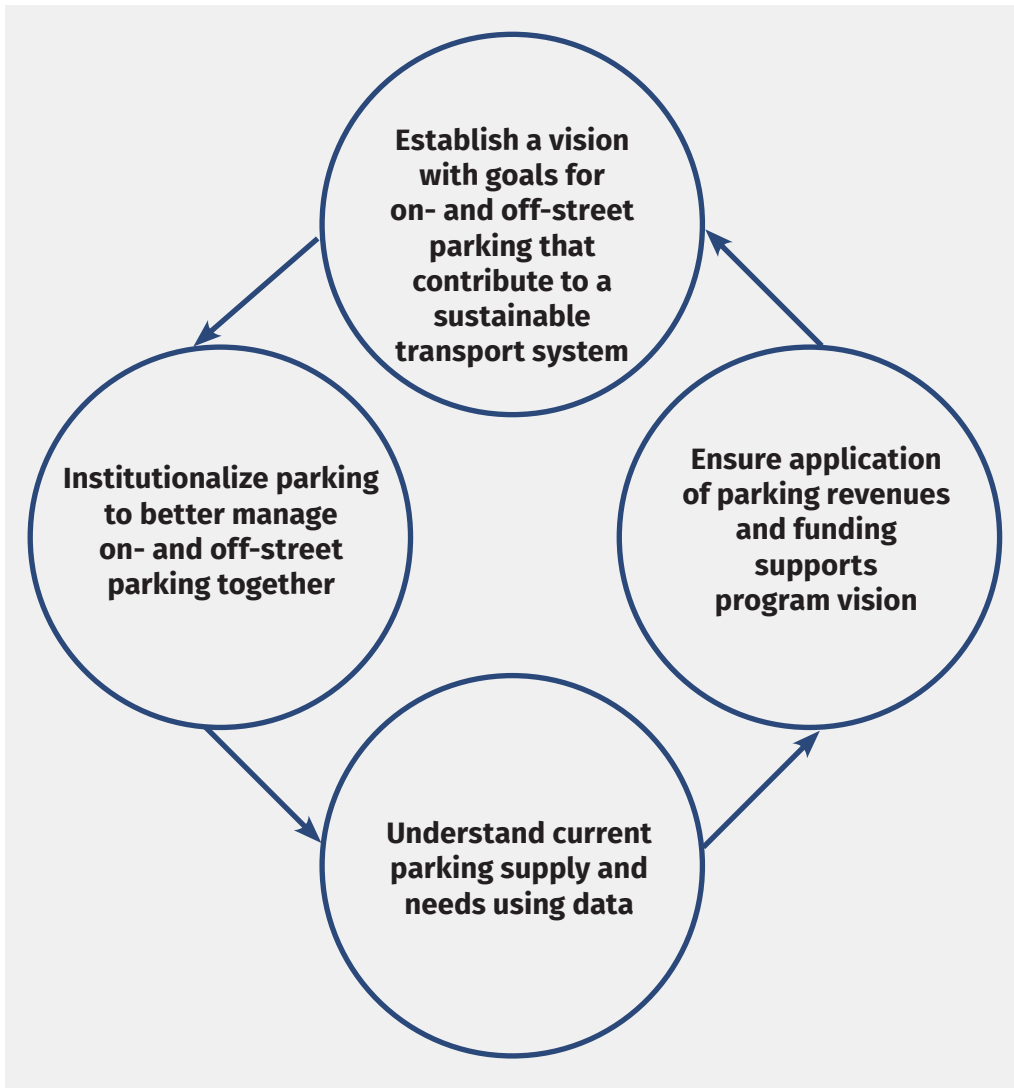 Establish a vision
with goals for
on- and off-street
parking that
contribute to a
sustainable
transport system
Institutionalize parking
to better manage
on- and off-street
parking together
Understand current
parking supply and
needs using data
Ensure application
of parking revenues
and funding
supports
program vision